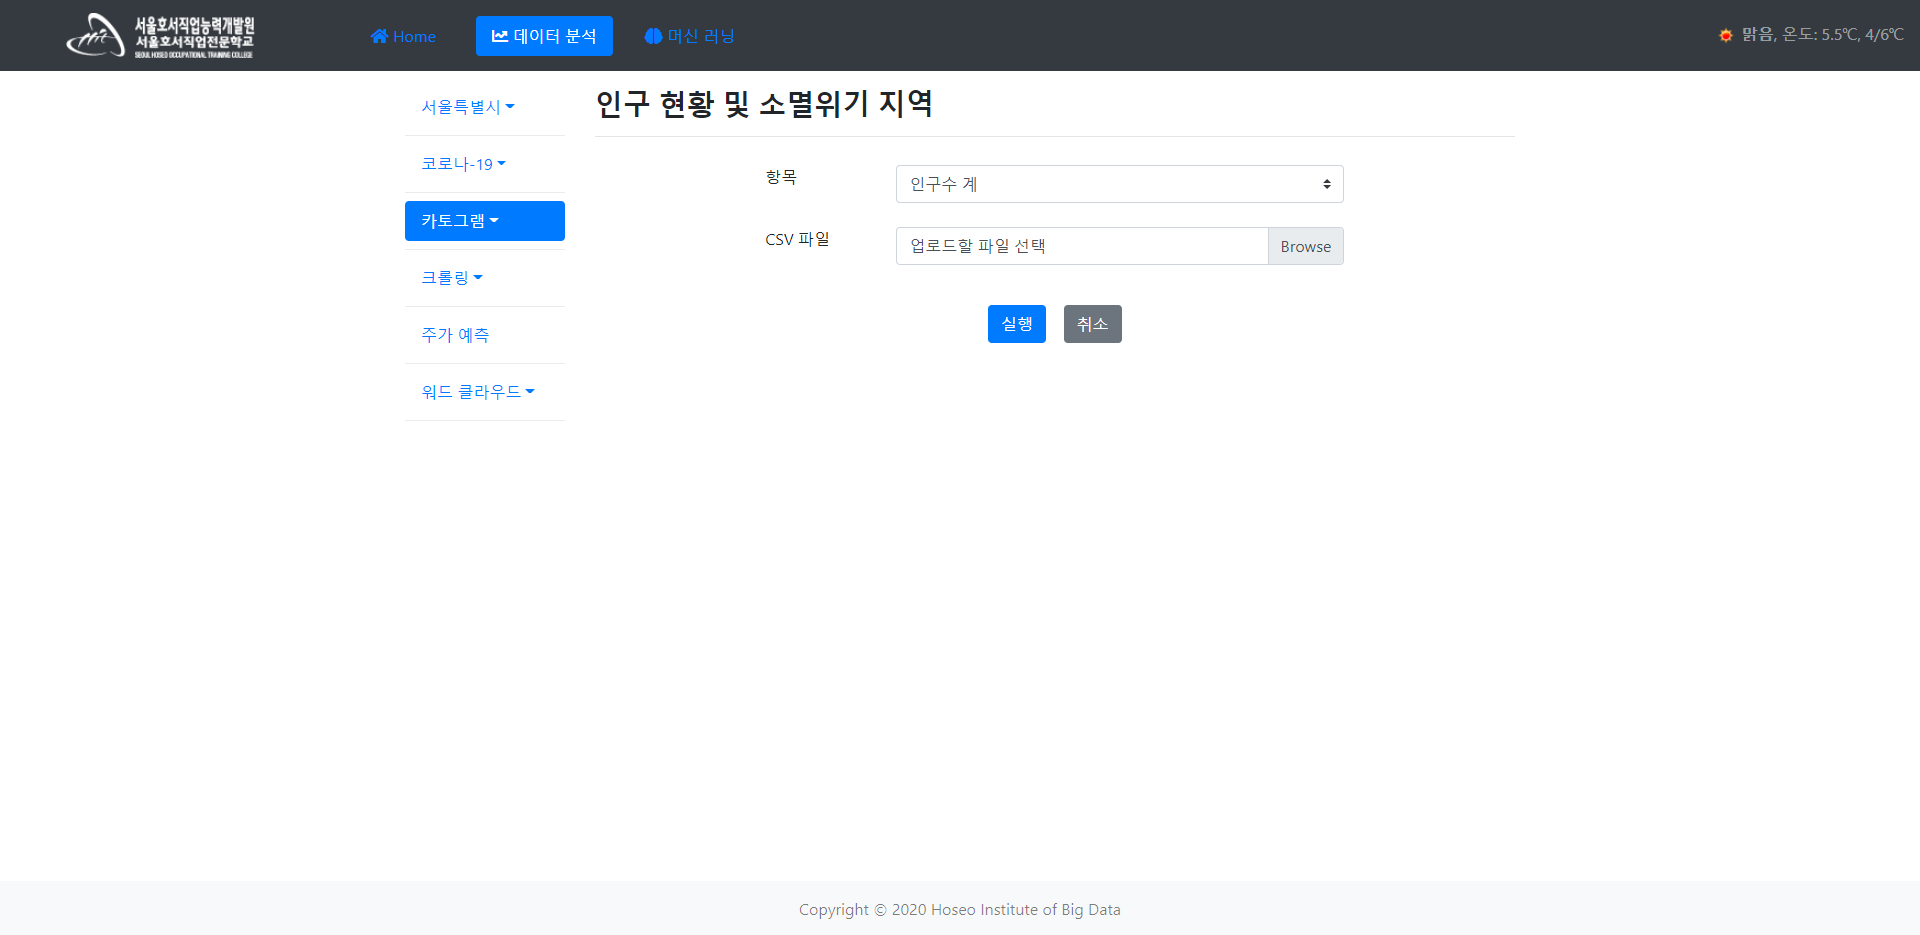 서울호서직업능력개발원
서울호서직업전문학교
SEOUL HOSEO OCCUPATIONAL TRAINING COLLEGE
Home
데이터 분석
머신 러닝
맑음, 온도: 5.5℃, 4/6℃
서울특별시
코로나-19
카토그램
크롤링
주가 예측
워드 클라우드
인구 현황 및 소멸위기 지역
항목
인구수 계
CSV 파일
업로드할 파일 선택
Browse
실행
취소
Copyright © 2020 Hoseo Institute of Big Data